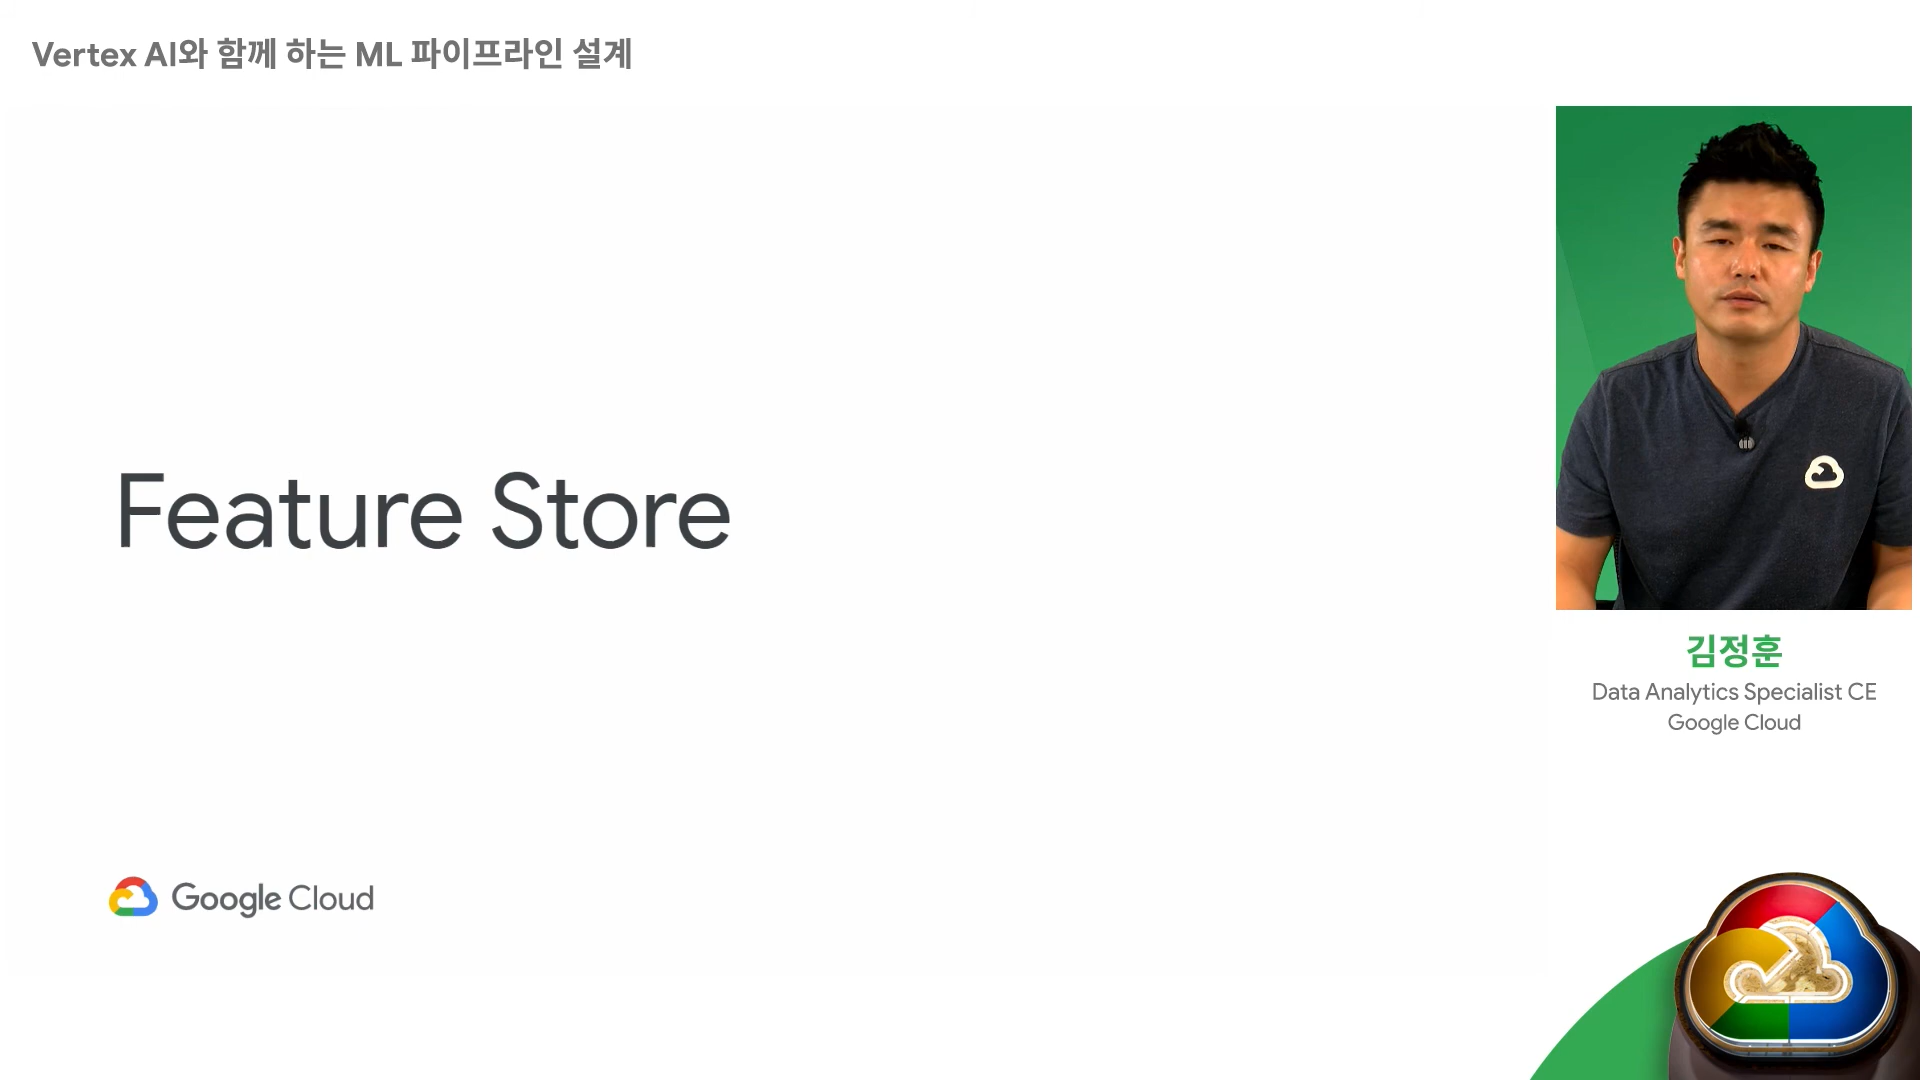 Vertex AI와 함께 하는 ML 파이프라인 설계
Feature Store
김정훈
Data Analytics Specialist CE
Google Cloud
Google Cloud